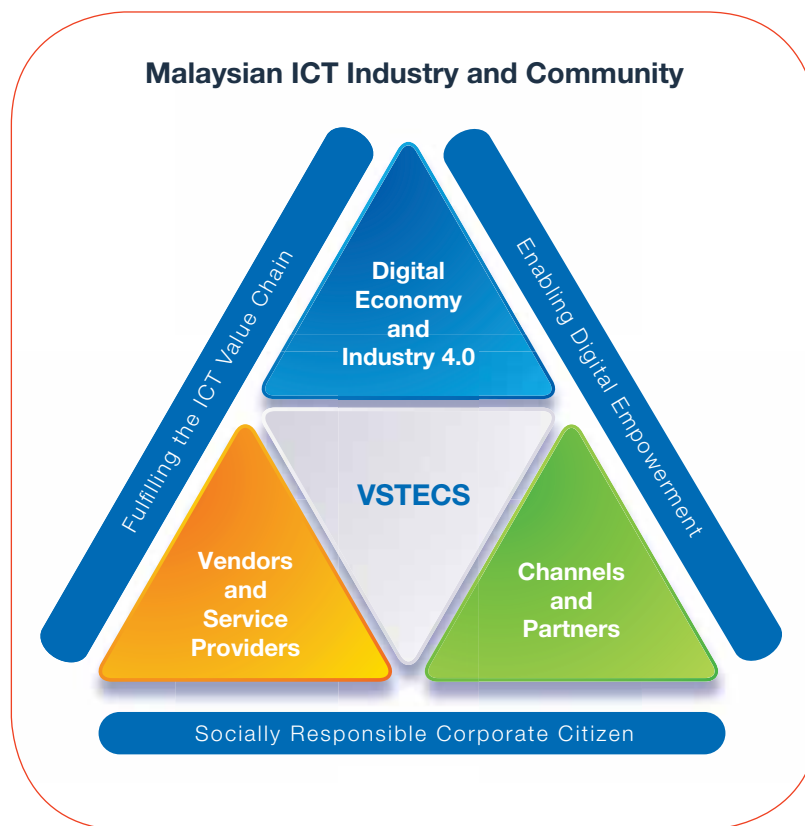 Malaysian ICT Industry and Community
Fulfilling the ICT Value Chain
Enabling Digital Empowerment
Digital
Economy
and
Industry 4.0
VSTECS
Vendors
and
Service
Providers
Channels
and
Partners
Socially Responsible Corporate Citizen